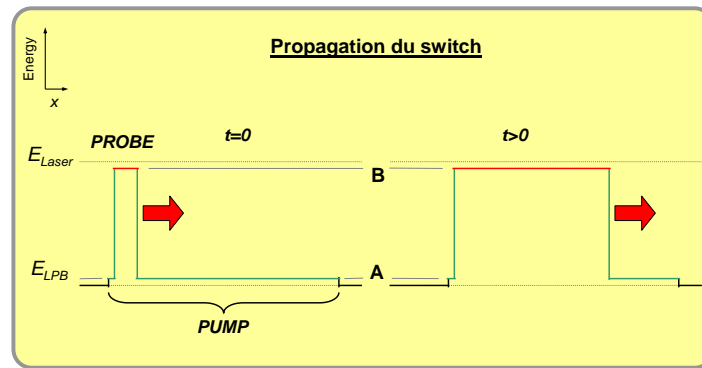 Propagation du switch
Energy
x
PROBE
t=0
t>0
E_Laser
B
E_LPB
A
PUMP